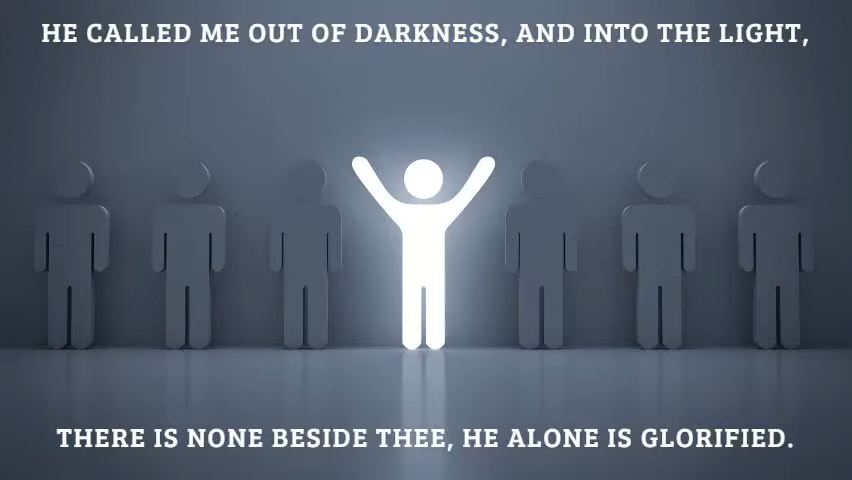 HE CALLED ME OUT OF DARKNESS, AND INTO THE LIGHT,
THERE IS NONE BESIDE THEE, HE ALONE IS GLORIFIED.